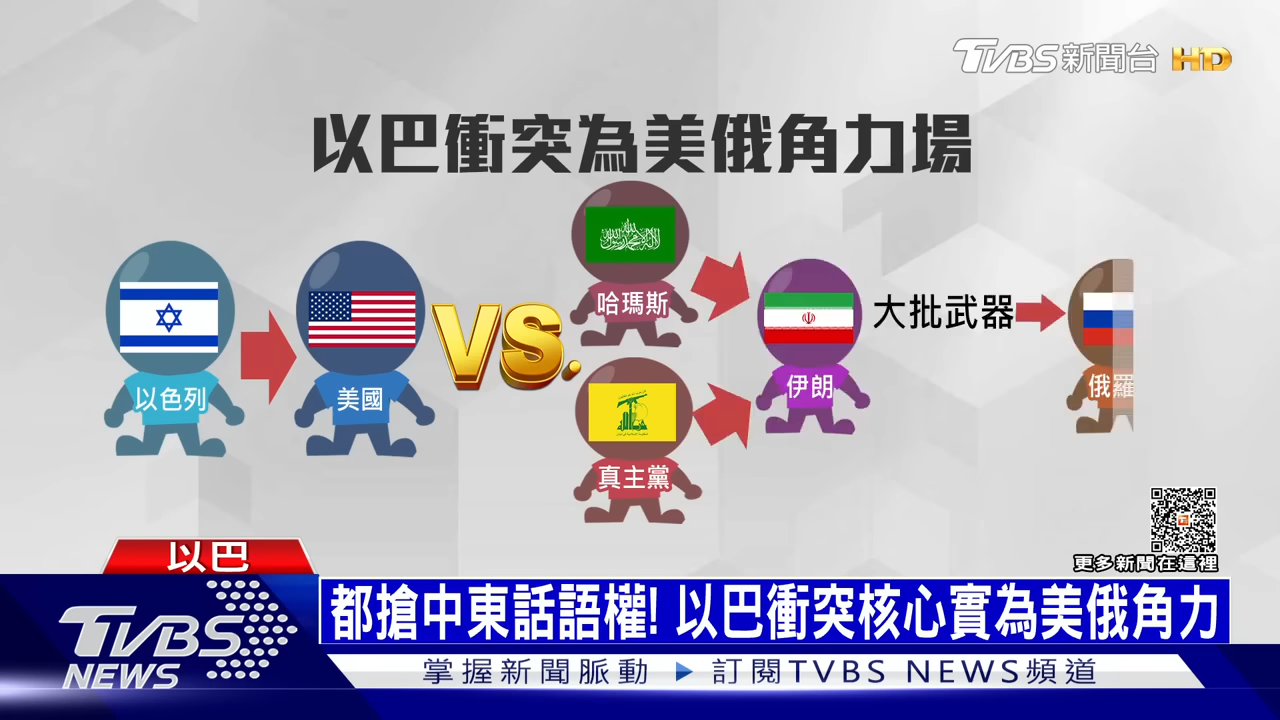 TVBS新聞台 HD
以巴衝突為美俄角力場
以色列
美國
VS.
哈瑪斯
真主黨
伊朗
大批武器
俄羅
更多新聞在這裡
以巴
都搶中東話語權! 以巴衝突核心實為美俄角力
TVBS
NEWS
掌握新聞脈動 ▶ 訂閱TVBS NEWS頻道